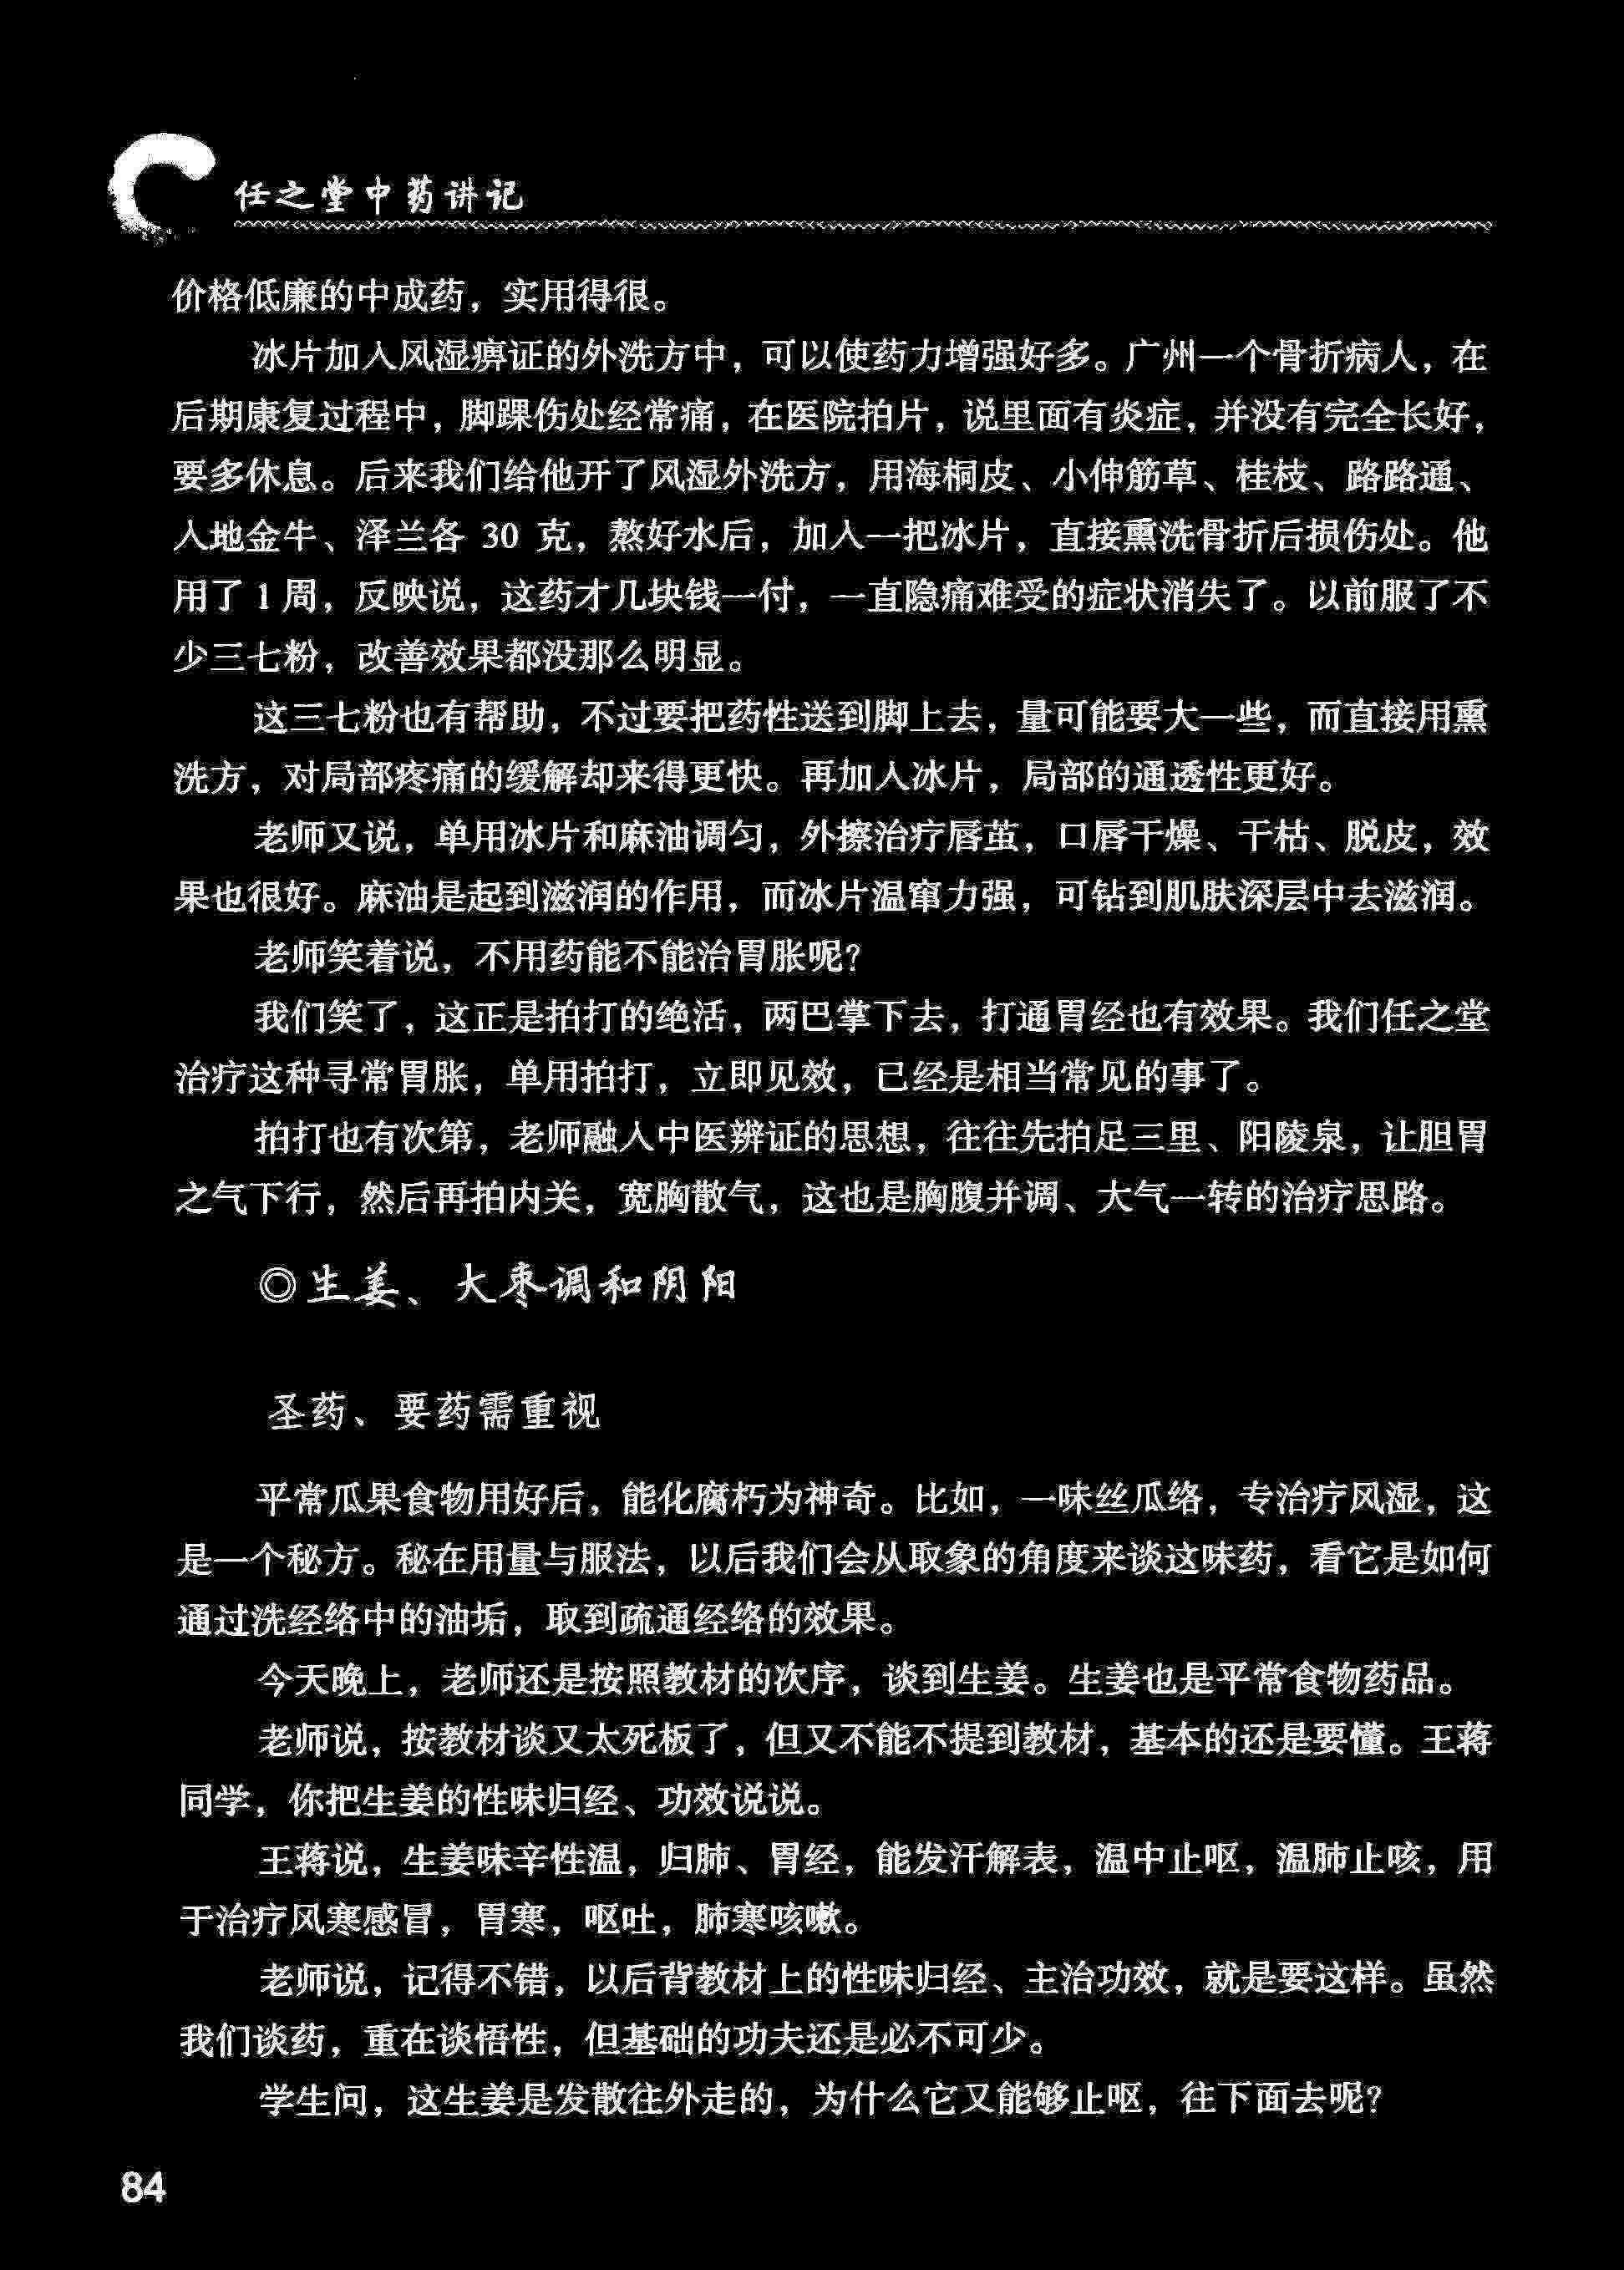 任之堂中药讲记
价格低廉的中成药，实用得很。
冰片加入风湿痹证的外洗方中，可以使药力增强好多。广州一个骨折病人，在
后期康复过程中，脚踝伤处经常痛，在医院拍片，说里面有炎症，并没有完全长好，
要多休息。后来我们给他开了风湿外洗方，用海桐皮、小伸筋草、桂枝、路路通、
入地金牛、泽兰各 30 克，熬好水后，加入一把冰片，直接熏洗骨折后损伤处。他
用了 1 周，反映说，这药才几块钱一付，一直隐痛难受的症状消失了。以前服了不
少三七粉，改善效果都没那么明显。
这三七粉也有帮助，不过要把药性送到脚上去，量可能要大一些，而直接用熏
洗方，对局部疼痛的缓解却来得更快。再加入冰片，局部的通透性更好。
老师又说，单用冰片和麻油调匀，外擦治疗唇茧，口唇干燥、干枯、脱皮，效
果也很好。麻油是起到滋润的作用，而冰片温窜力强，可钻到肌肤深层中去滋润。
老师笑着说，不用药能不能治胃胀呢？
我们笑了，这正是拍打的绝活，两巴掌下去，打通胃经也有效果。我们任之堂
治疗这种寻常胃胀，单用拍打，立即见效，已经是相当常见的事了。
拍打也有次第，老师融入中医辨证的思想，往往先拍足三里、阳陵泉，让胆胃
之气下行，然后再拍内关，宽胸散气，这也是胸腹并调、大气一转的治疗思路。
◎生姜、大枣调和阴阳
圣药、要药需重视
平常瓜果食物用好后，能化腐朽为神奇。比如，一味丝瓜络，专治疗风湿，这
是一个秘方。秘在用量与服法，以后我们会从取象的角度来谈这味药，看它是如何
通过洗经络中的油垢，取到疏通经络的效果。
今天晚上，老师还是按照教材的次序，谈到生姜。生姜也是平常食物药品。
老师说，按教材谈又太死板了，但又不能不提到教材，基本的还是要懂。王蒋
同学，你把生姜的性味归经、功效说说。
王蒋说，生姜味辛性温，归肺、胃经，能发汗解表，温中止呕，温肺止咳，用
于治疗风寒感冒，胃寒，呕吐，肺寒咳嗽。
老师说，记得不错，以后背教材上的性味归经、主治功效，就是要这样。虽然
我们谈药，重在谈悟性，但基础的功夫还是必不可少。
学生问，这生姜是发散往外走的，为什么它又能够止呕，往下面去呢？
84